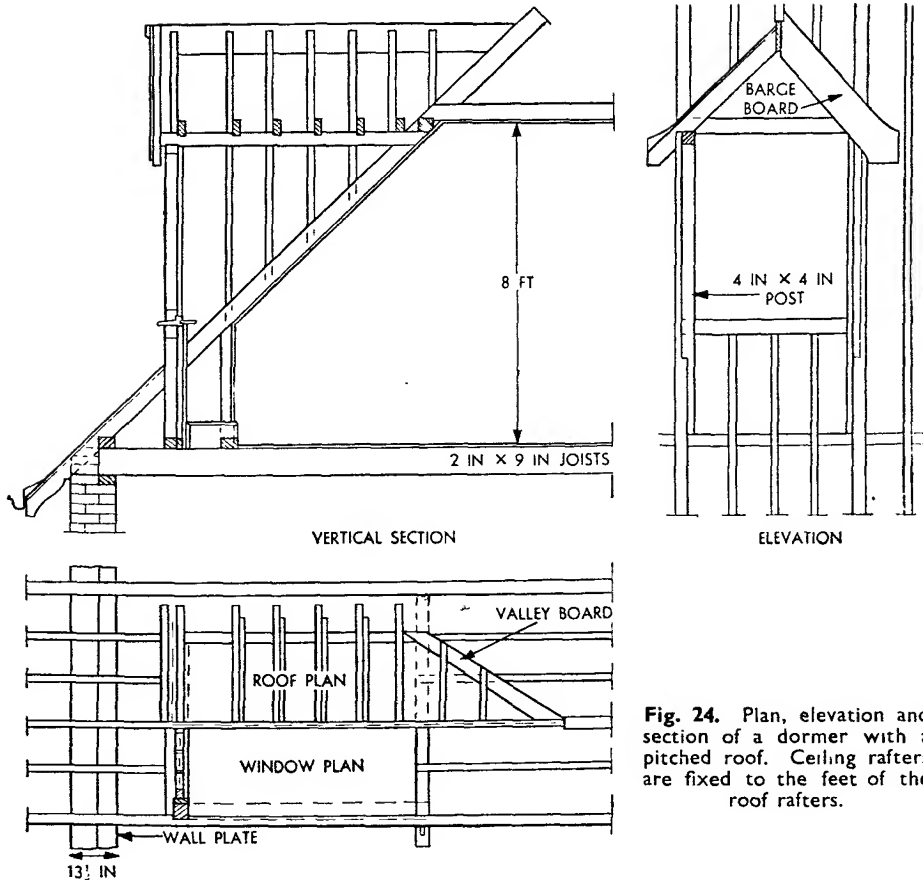 BARGE
BOARD
4 IN × 4 IN
POST
8 FT
2 IN × 9 IN JOISTS
VERTICAL SECTION
ELEVATION
VALLEY BOARD
ROOF PLAN
WINDOW PLAN
WALL PLATE
13½ IN
Fig. 24. Plan, elevation and
section of a dormer with a
pitched roof. Ceiling rafters
are fixed to the feet of the
roof rafters.